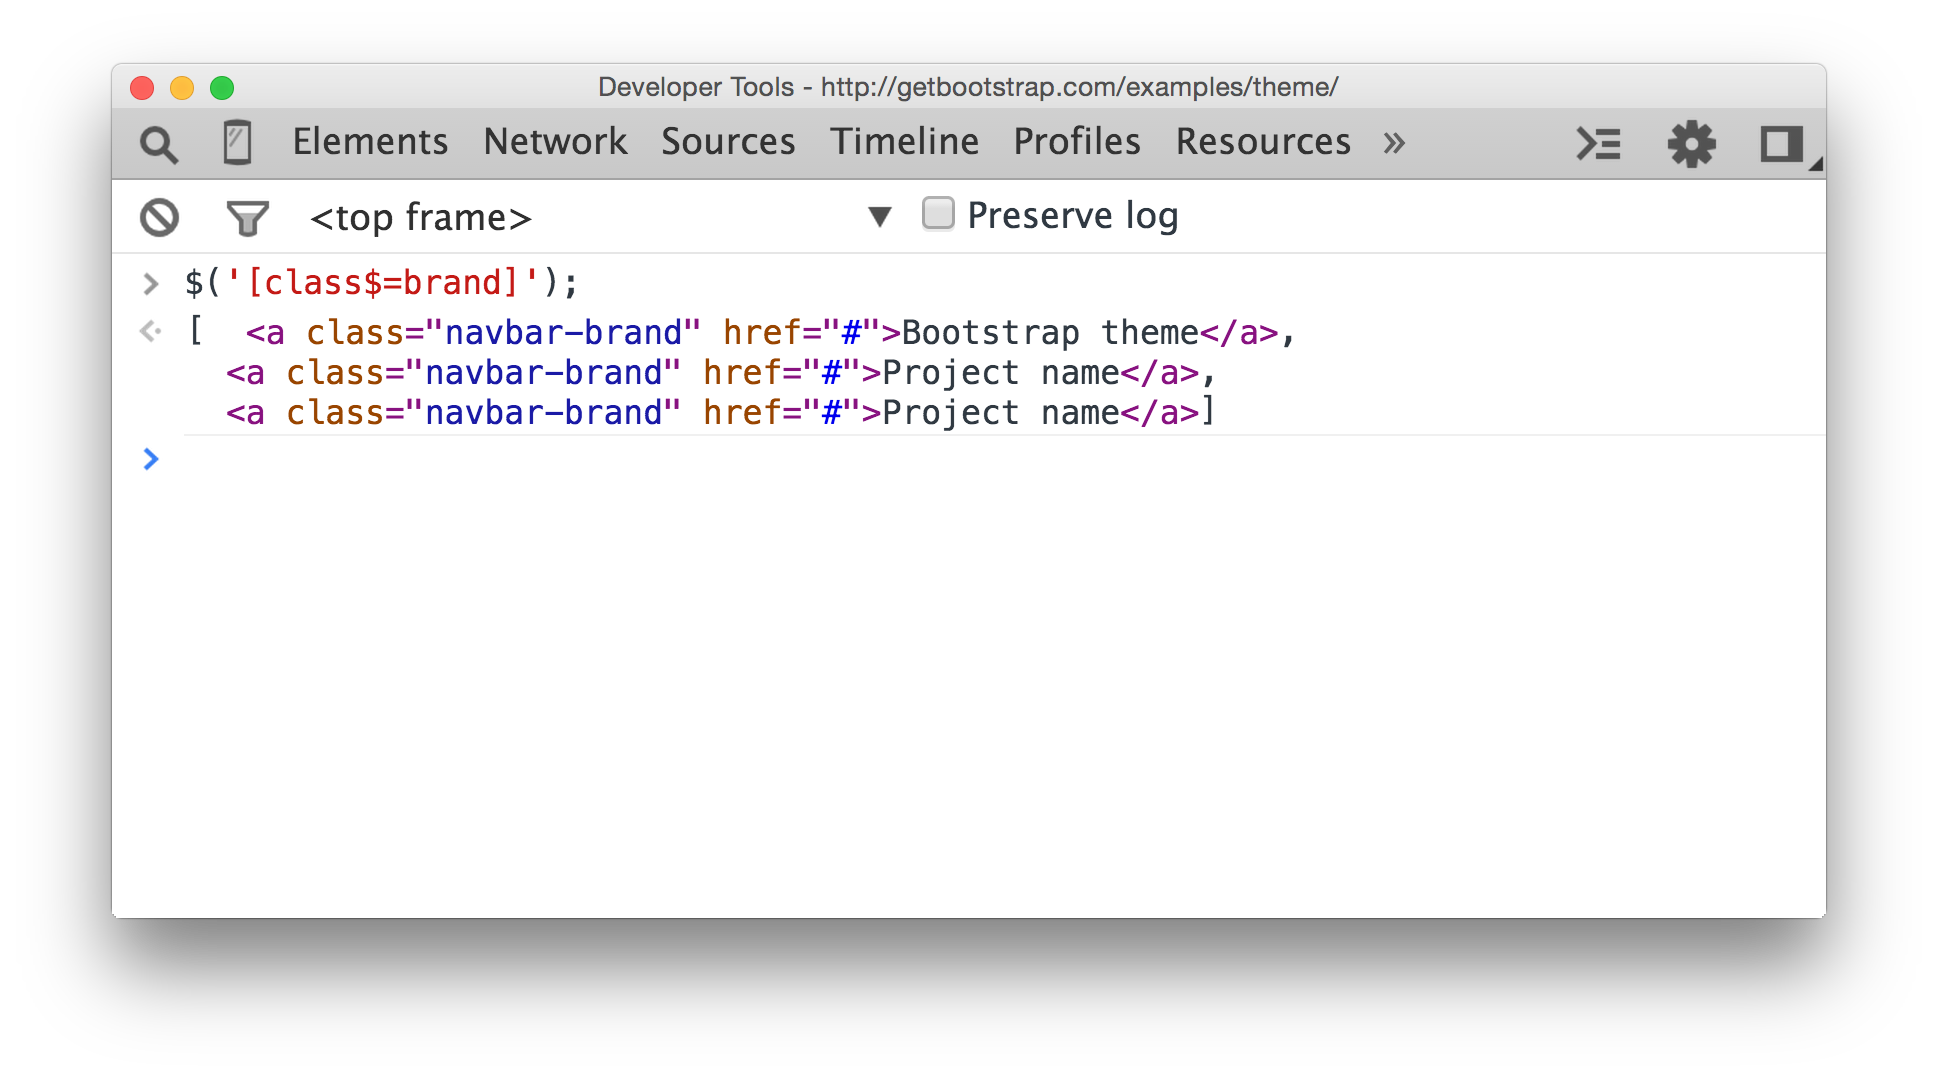 Developer Tools - http://getbootstrap.com/examples/theme/
Elements Network Sources Timeline Profiles Resources »
<top frame> ▼ Preserve log
> $('[class$=brand]');
[  <a class="navbar-brand" href="#">Bootstrap theme</a>,
<a class="navbar-brand" href="#">Project name</a>,
<a class="navbar-brand" href="#">Project name</a>]
>